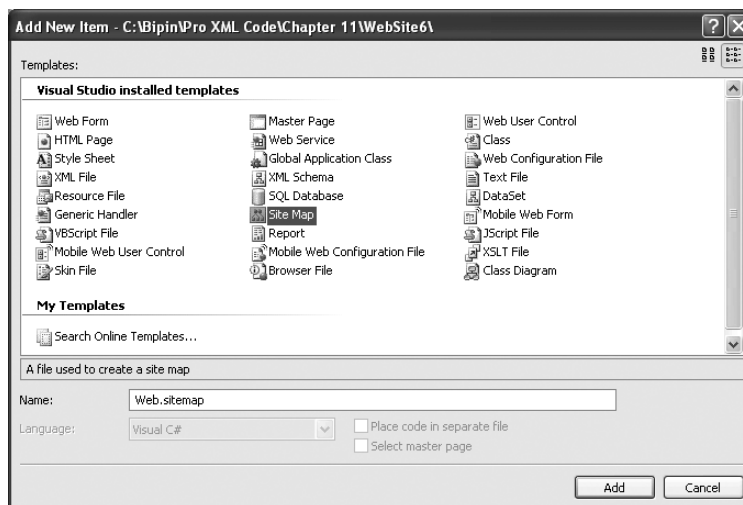 Add New Item - C:\Bipin\Pro XML Code\Chapter 11\WebSite6\
Templates:
Visual Studio installed templates
Web Form
Master Page
Web User Control
HTML Page
Web Service
Class
Style Sheet
Global Application Class
Web Configuration File
XML File
XML Schema
Text File
Resource File
SQL Database
DataSet
Generic Handler
Site Map
Mobile Web Form
VBScript File
Report
JScript File
Mobile Web User Control
Mobile Web Configuration File
XSLT File
Skin File
Browser File
Class Diagram
My Templates
Search Online Templates...
A file used to create a site map
Name: Web.sitemap
Language: Visual C#
Place code in separate file
Select master page
Add Cancel